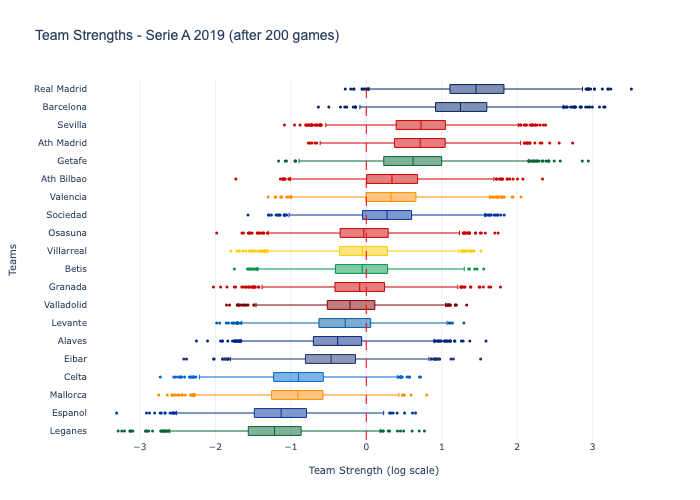 Team Strengths - Serie A 2019 (after 200 games)
Real Madrid
Barcelona
Sevilla
Ath Madrid
Getafe
Ath Bilbao
Valencia
Sociedad
Osasuna
Villarreal
Betis
Granada
Valladolid
Levante
Alaves
Eibar
Celta
Mallorca
Espanol
Leganes
Teams
−3 −2 −1 0 1 2 3
Team Strength (log scale)